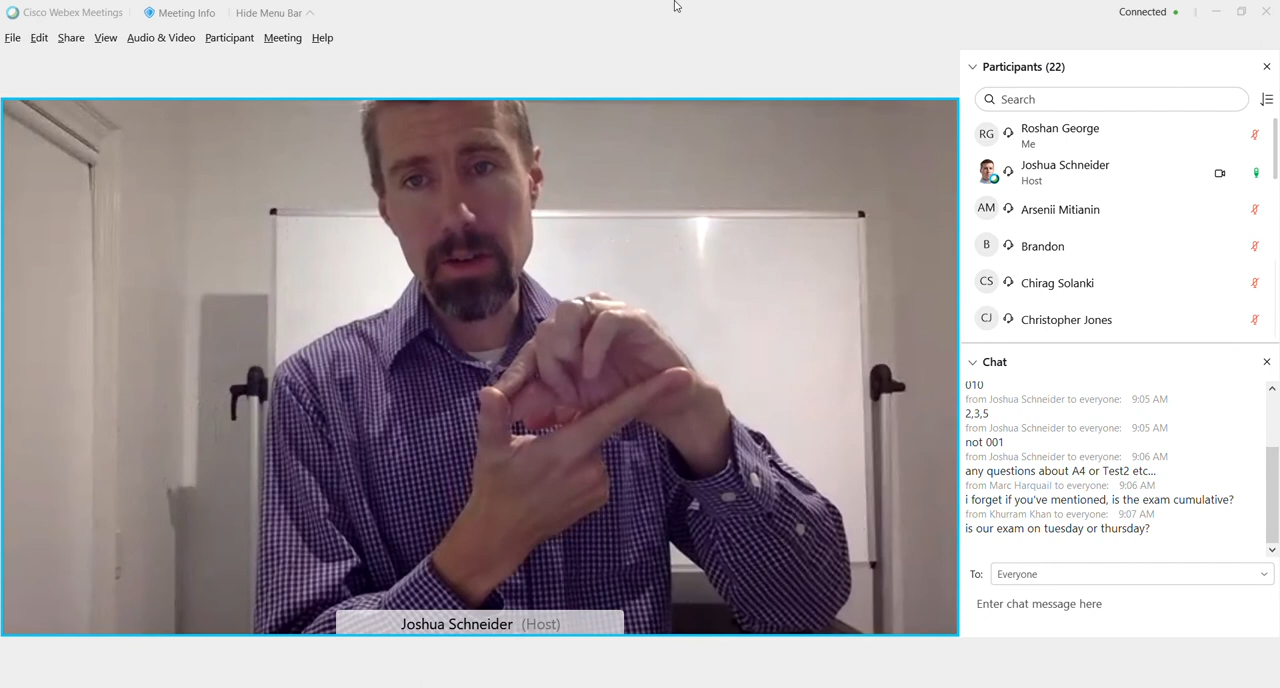 Cisco Webex Meetings
Meeting Info
Hide Menu Bar
Connected
File Edit Share View Audio & Video Participant Meeting Help
Participants (22)
Search
RG
Roshan George
Me
Joshua Schneider
Host
AM
Arsenii Mitianin
B
Brandon
CS
Chirag Solanki
CJ
Christopher Jones
Chat
010
from Joshua Schneider to everyone: 9:05 AM
2,3,5
from Joshua Schneider to everyone: 9:05 AM
not 001
from Joshua Schneider to everyone: 9:06 AM
any questions about A4 or Test2 etc...
from Marc Harquail to everyone: 9:06 AM
i forget if you've mentioned, is the exam cumulative?
from Khurram Khan to everyone: 9:07 AM
is our exam on tuesday or thursday?
To: Everyone
Enter chat message here
Joshua Schneider (Host)